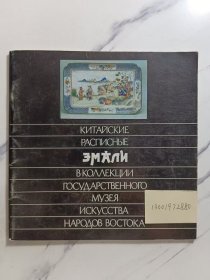 КИТАЙСКИЕ
РАСПИСНЫЕ
ЭМАЛИ
В КОЛЛЕКЦИИ
ГОСУДАРСТВЕННОГО
МУЗЕЯ
ИСКУССТВА
НАРОДОВ ВОСТОКА